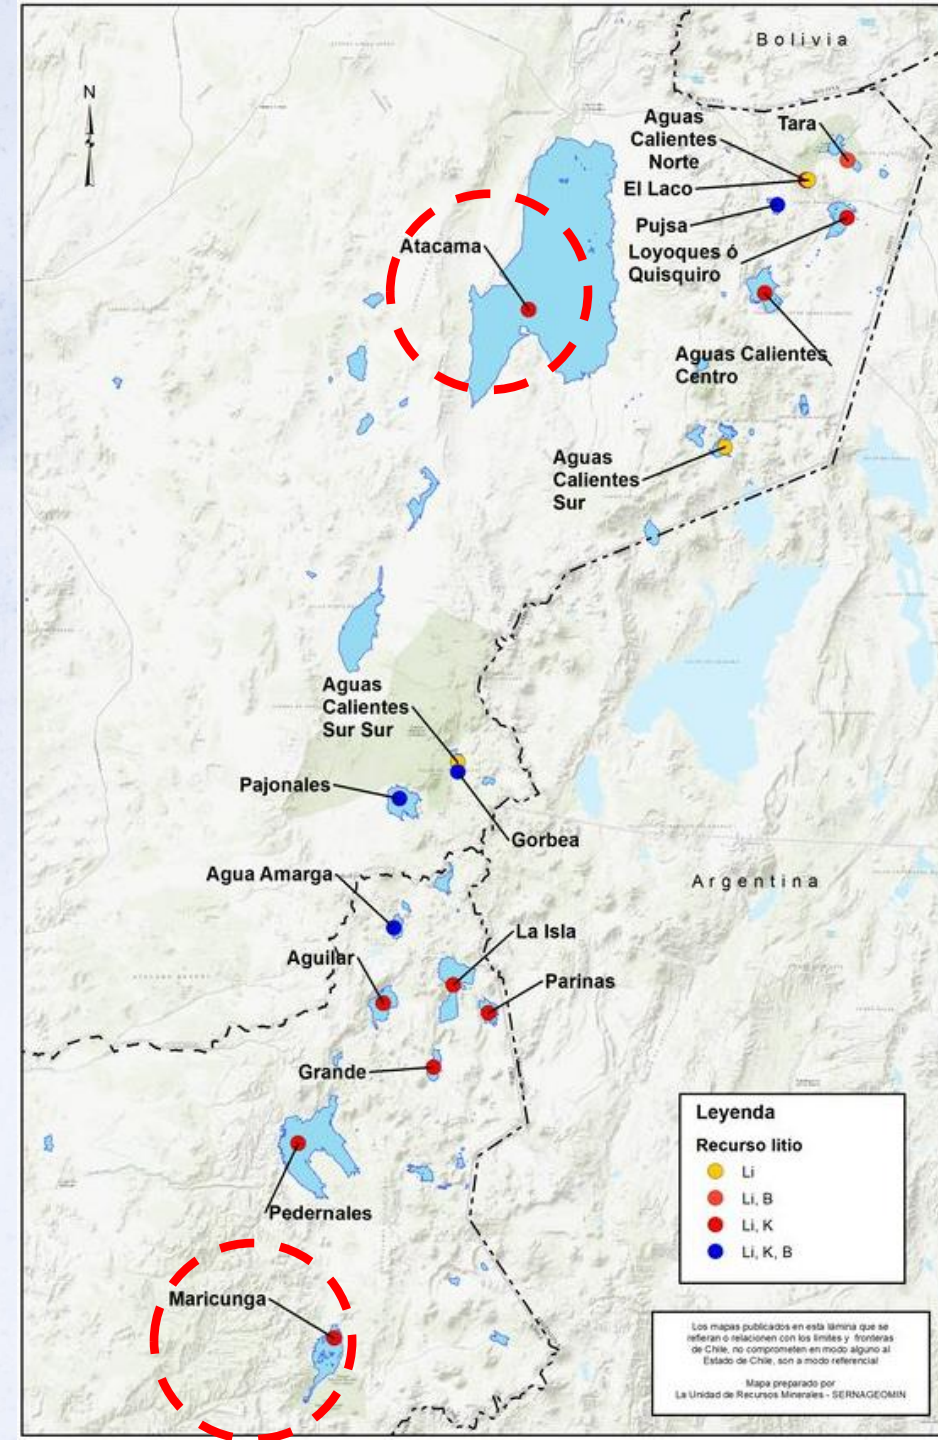 Bolivia
N
Aguas
Calientes
Norte
Tara
El Laco
Pujsa
Loyoques ó
Quisquiro
Atacama
Aguas Calientes
Centro
Aguas
Calientes
Sur
Aguas
Calientes
Sur Sur
Pajonales
Gorbea
Agua Amarga
Argentina
La Isla
Aguilar
Parinas
Grande
Pedernales
Maricunga
Leyenda
Recurso litio
Li
Li, B
Li, K
Li, K, B
Los mapas publicados en esta lámina que se
refieran o relacionen con los límites y fronteras
de Chile, no comprometen en modo alguno al
Estado de Chile, son a modo referencial
Mapa preparado por
La Unidad de Recursos Minerales - SERNAGEOMIN